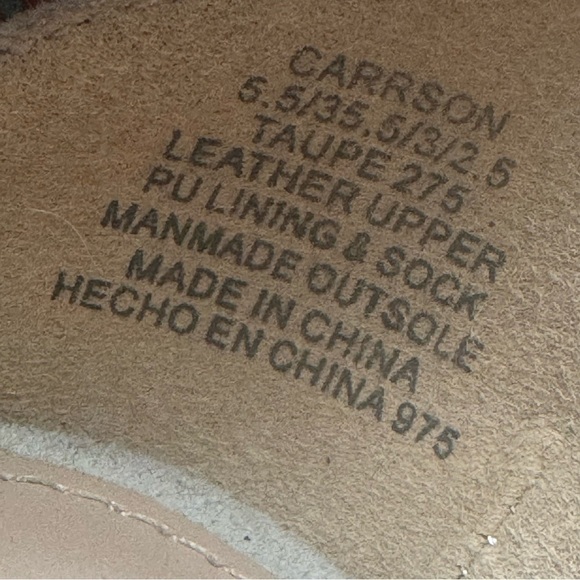 CARRSON
5.5/35.5/3/2.5
TAUPE 275
LEATHER UPPER
PU LINING & SOCK
MANMADE OUTSOLE
MADE IN CHINA
HECHO EN CHINA 975